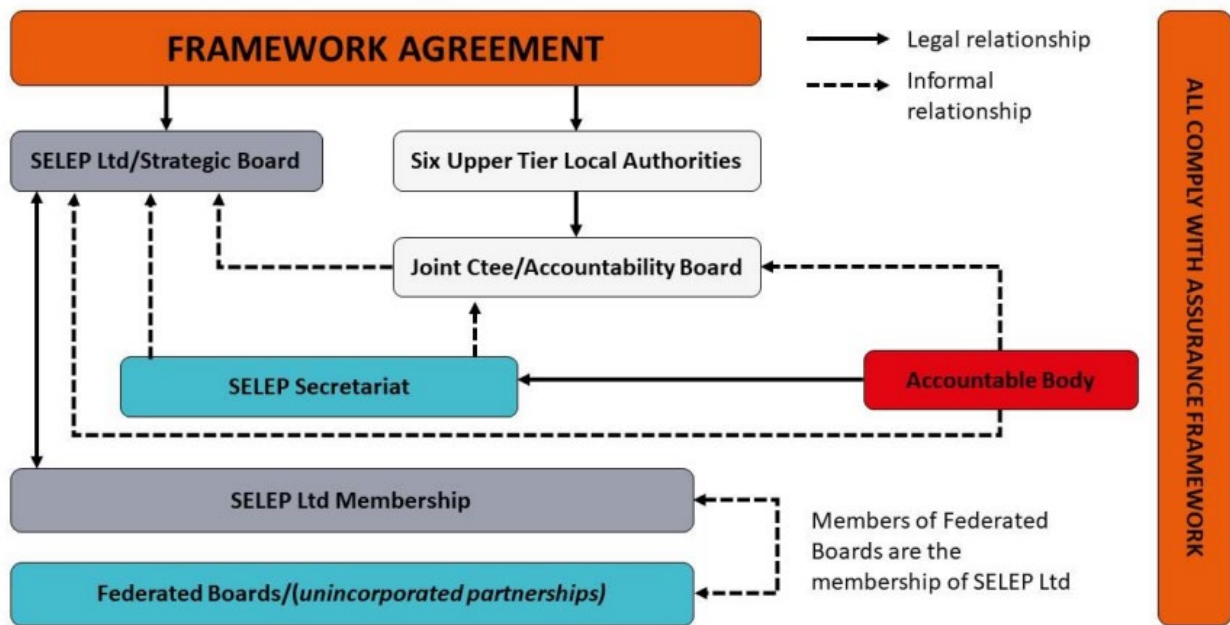 FRAMEWORK AGREEMENT
Legal relationship
Informal
relationship
SELEP Ltd/Strategic Board
Six Upper Tier Local Authorities
Joint Ctee/Accountability Board
SELEP Secretariat
Accountable Body
SELEP Ltd Membership
Members of Federated
Boards are the
membership of SELEP Ltd
Federated Boards/(unincorporated partnerships)
ALL COMPLY WITH ASSURANCE FRAMEWORK